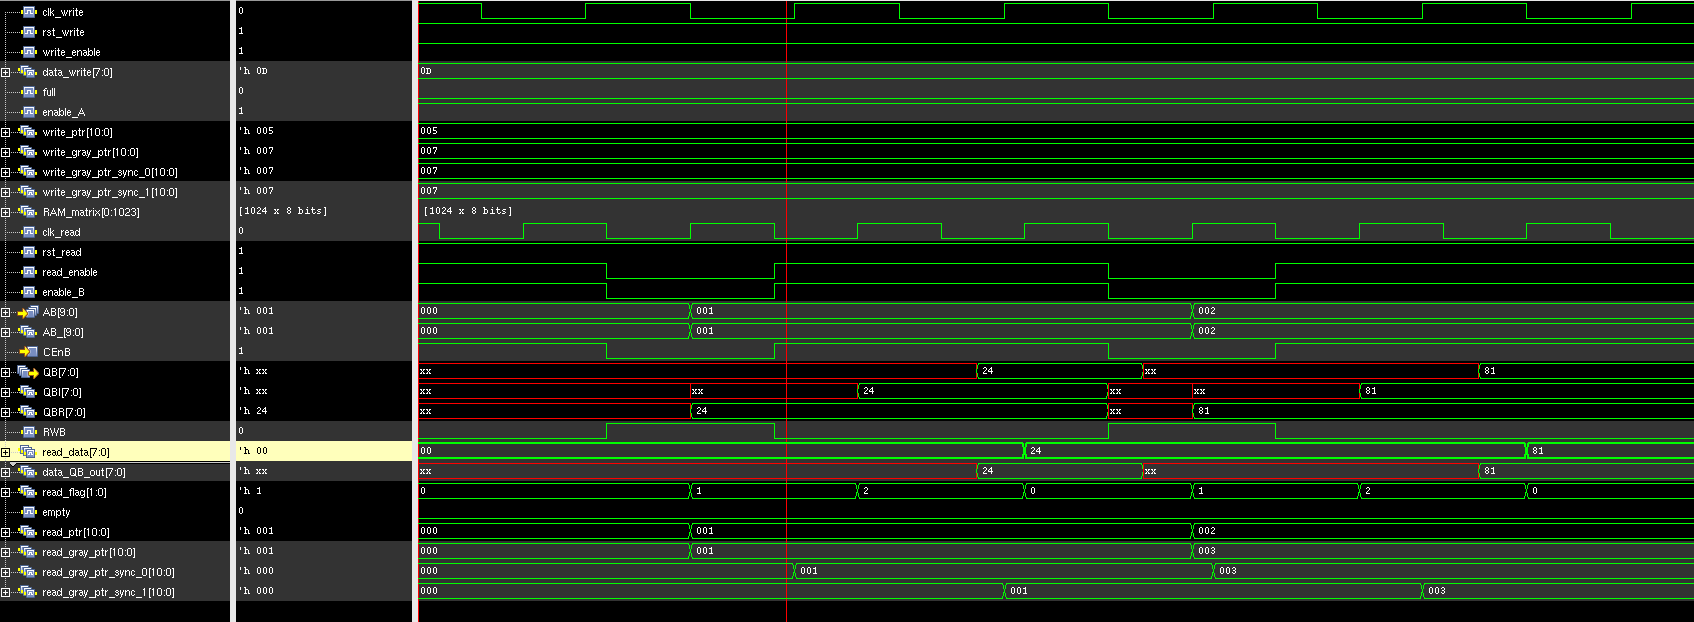 clk_write 0
rst_write 1
write_enable 1
data_write[7:0] 'h 0D 0D
full 0
enable_A 1
write_ptr[10:0] 'h 005 005
write_gray_ptr[10:0] 'h 007 007
write_gray_ptr_sync_0[10:0] 'h 007 007
write_gray_ptr_sync_1[10:0] 'h 007 007
RAM_matrix[0:1023] [1024 x 8 bits] [1024 x 8 bits]
clk_read 0
rst_read 1
read_enable 1
enable_B 1
AB[9:0] 'h 001 000 001 002
AB_[9:0] 'h 001 000 001 002
CEnB 1
QB[7:0] 'h xx xx 24 xx 81
QBI[7:0] 'h xx xx xx 24 xx xx 81
QBR[7:0] 'h 24 xx 24 xx 81
RWB 0
read_data[7:0] 'h 00 00 24 81
data_QB_out[7:0] 'h xx xx 24 xx 81
read_flag[1:0] 'h 1 0 1 2 0 1 2 0
empty 0
read_ptr[10:0] 'h 001 000 001 002
read_gray_ptr[10:0] 'h 001 000 001 003
read_gray_ptr_sync_0[10:0] 'h 000 000 001 003
read_gray_ptr_sync_1[10:0] 'h 000 000 001 003